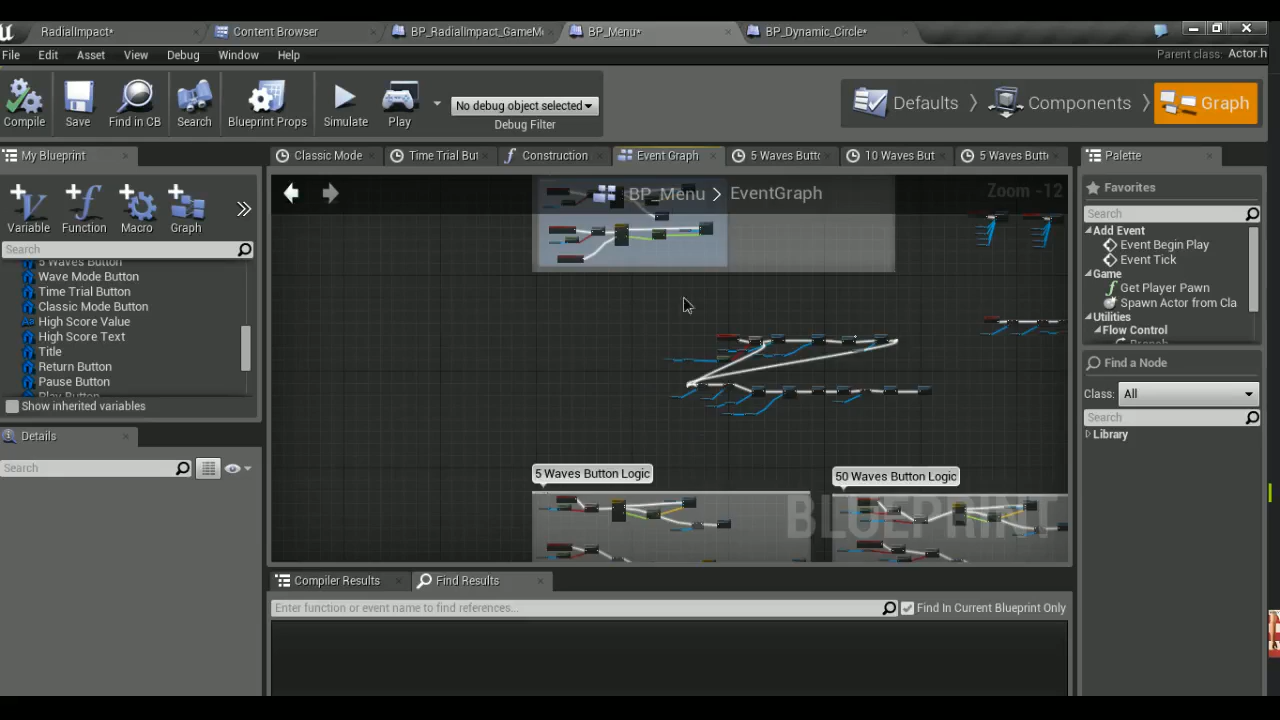 RadialImpact*
Content Browser
BP_RadialImpact_GameMo
BP_Menu*
BP_Dynamic_Circle*
File Edit Asset View Window Debug Help
Parent class: Actor.h
Compile
Save
Find in CB
Search
Blueprint Props
Simulate
Play
No debug object selected
Debug Filter
Defaults
Components
Graph
My Blueprint
Classic Mode
Time Trial But
Construction
Event Graph
5 Waves Butt
10 Waves But
5 Waves Butt
Palette
Variable
Function
Macro
Graph
Search
5 Waves Button
Wave Mode Button
Time Trial Button
Classic Mode Button
High Score Value
High Score Text
Title
Return Button
Pause Button
Play Button
Show inherited variables
Details
Search
BP_Menu > EventGraph
Zoom -12
5 Waves Button Logic
50 Waves Button Logic
BLUEPRINT
Favorites
Search
Add Event
Event Begin Play
Event Tick
Game
Get Player Pawn
Spawn Actor from Cla
Utilities
Flow Control
Branch
Find a Node
Class: All
Search
Library
Compiler Results
Find Results
Enter function or event name to find references...
Find In Current Blueprint Only